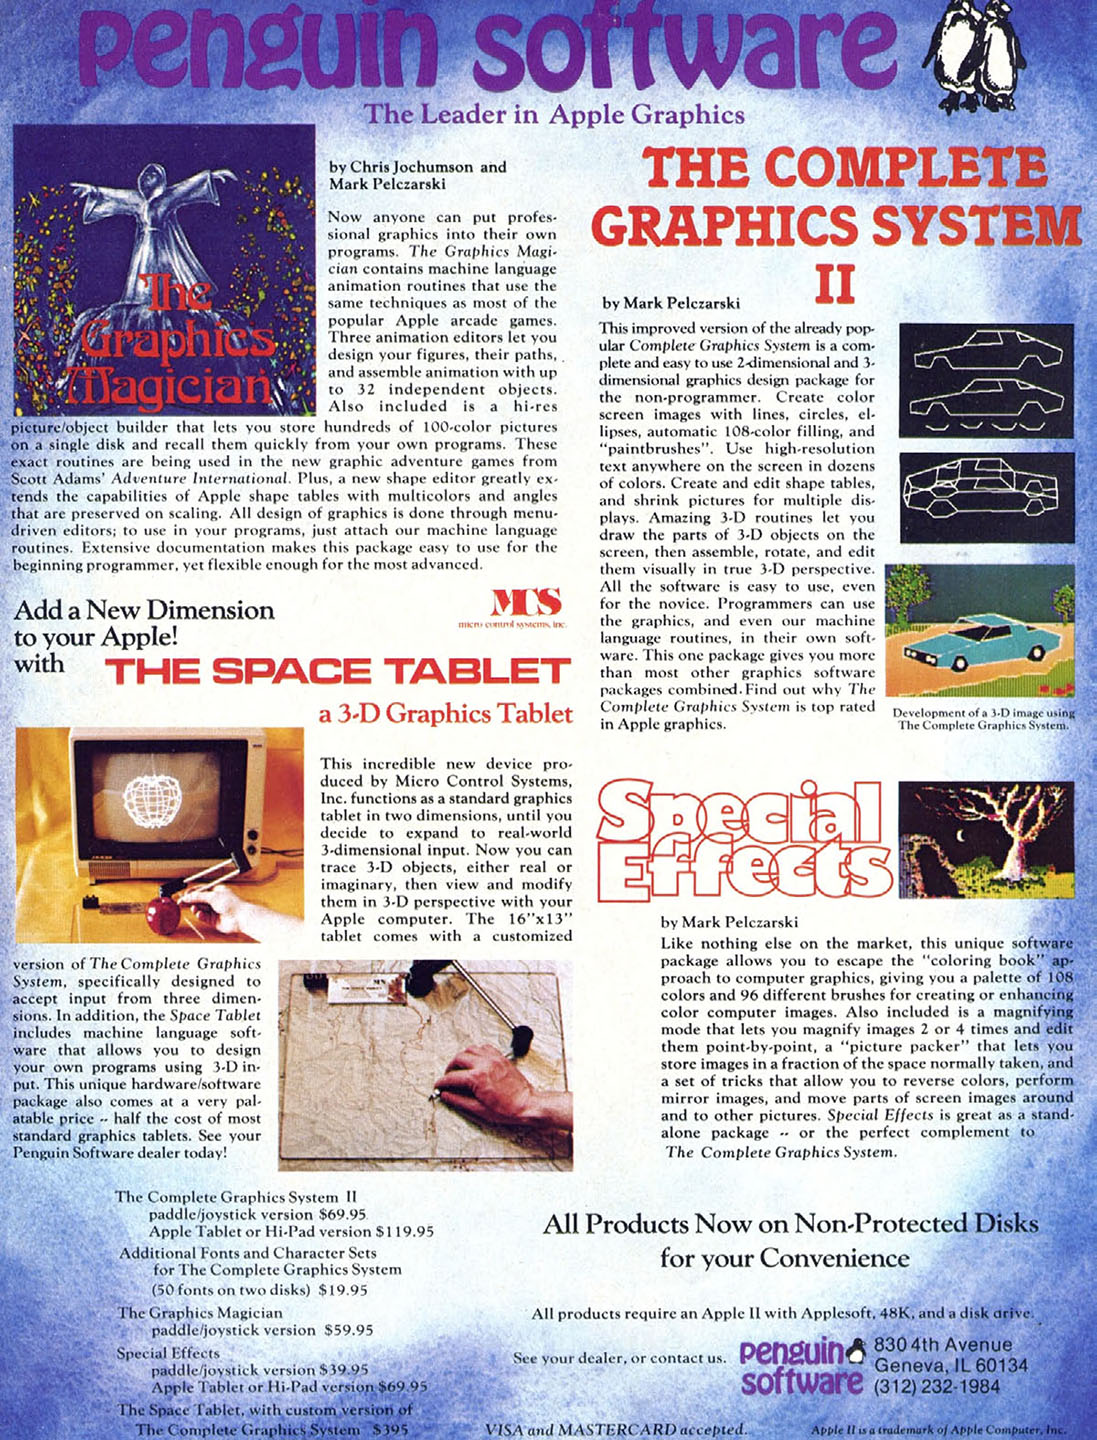 penguin software
The Leader in Apple Graphics
The
Graphics
Magician
by Chris Jochumson and
Mark Pelczarski
Now anyone can put profes-
sional graphics into their own
programs. The Graphics Magi-
cian contains machine language
animation routines that use the
same techniques as most of the
popular Apple arcade games.
Three animation editors let you
design your figures, their paths,
and assemble animation with up
to 32 independent objects.
Also included is a hi-res
picture/object builder that lets you store hundreds of 100-color pictures
on a single disk and recall them quickly from your own programs. These
exact routines are being used in the new graphic adventure games from
Scott Adams' Adventure International. Plus, a new shape editor greatly ex-
tends the capabilities of Apple shape tables with multicolors and angles
that are preserved on scaling. All design of graphics is done through menu-
driven editors; to use in your programs, just attach our machine language
routines. Extensive documentation makes this package easy to use for the
beginning programmer, yet flexible enough for the most advanced.
Add a New Dimension
to your Apple!
with THE SPACE TABLET
MCS
micro control systems, inc.
a 3-D Graphics Tablet
This incredible new device pro-
duced by Micro Control Systems,
Inc. functions as a standard graphics
tablet in two dimensions, until you
decide to expand to real-world
3-dimensional input. Now you can
trace 3-D objects, either real or
imaginary, then view and modify
them in 3-D perspective with your
Apple computer. The 16"x13"
tablet comes with a customized
version of The Complete Graphics
System, specifically designed to
accept input from three dimen-
sions. In addition, the Space Tablet
includes machine language soft-
ware that allows you to design
your own programs using 3-D in-
put. This unique hardware/software
package also comes at a very pal-
atable price -- half the cost of most
standard graphics tablets. See your
Penguin Software dealer today!
MCS
THE SPACE TABLET
The Complete Graphics System II
paddle/joystick version $69.95
Apple Tablet or Hi-Pad version $119.95
Additional Fonts and Character Sets
for The Complete Graphics System
(50 fonts on two disks) $19.95
The Graphics Magician
paddle/joystick version $59.95
Special Effects
paddle/joystick version $39.95
Apple Tablet or Hi-Pad version $69.95
The Space Tablet, with custom version of
The Complete Graphics System $395
THE COMPLETE
GRAPHICS SYSTEM
II
by Mark Pelczarski
This improved version of the already pop-
ular Complete Graphics System is a com-
plete and easy to use 2-dimensional and 3-
dimensional graphics design package for
the non-programmer. Create color
screen images with lines, circles, el-
lipses, automatic 108-color filling, and
"paintbrushes". Use high-resolution
text anywhere on the screen in dozens
of colors. Create and edit shape tables,
and shrink pictures for multiple dis-
plays. Amazing 3-D routines let you
draw the parts of 3-D objects on the
screen, then assemble, rotate, and edit
them visually in true 3-D perspective.
All the software is easy to use, even
for the novice. Programmers can use
the graphics, and even our machine
language routines, in their own soft-
ware. This one package gives you more
than most other graphics software
packages combined. Find out why The
Complete Graphics System is top rated
in Apple graphics.
Development of a 3-D image using
The Complete Graphics System.
Special
Effects
by Mark Pelczarski
Like nothing else on the market, this unique software
package allows you to escape the "coloring book" ap-
proach to computer graphics, giving you a palette of 108
colors and 96 different brushes for creating or enhancing
color computer images. Also included is a magnifying
mode that lets you magnify images 2 or 4 times and edit
them point-by-point, a "picture packer" that lets you
store images in a fraction of the space normally taken, and
a set of tricks that allow you to reverse colors, perform
mirror images, and move parts of screen images around
and to other pictures. Special Effects is great as a stand-
alone package -- or the perfect complement to
The Complete Graphics System.
All Products Now on Non-Protected Disks
for your Convenience
All products require an Apple II with Applesoft, 48K, and a disk drive.
See your dealer, or contact us.
penguin
software
830 4th Avenue
Geneva, IL 60134
(312) 232-1984
VISA and MASTERCARD accepted.
Apple II is a trademark of Apple Computer, Inc.